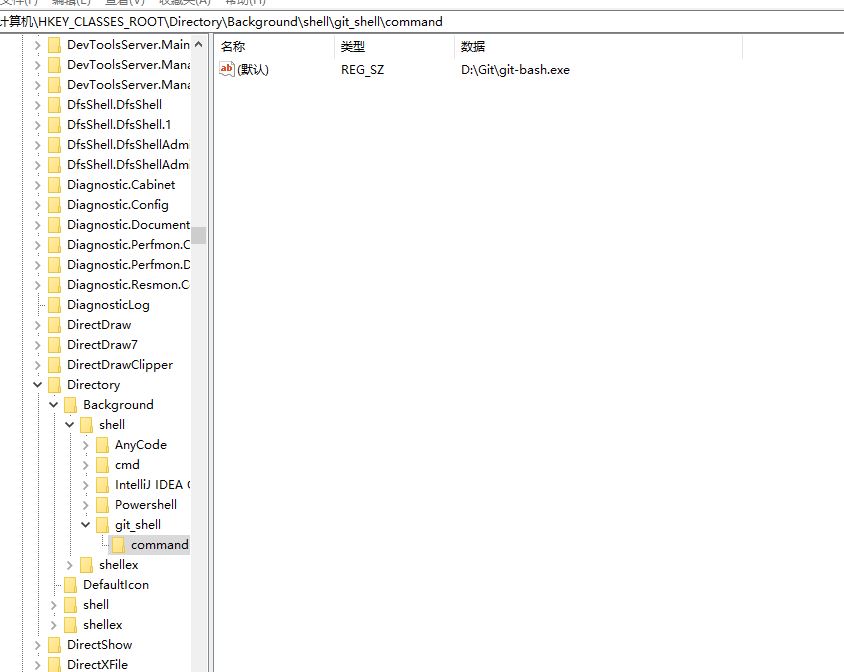 计算机\HKEY_CLASSES_ROOT\Directory\Background\shell\git_shell\command
名称 类型 数据
(默认) REG_SZ D:\Git\git-bash.exe
DevToolsServer.Main
DevToolsServer.Mana
DevToolsServer.Mana
DfsShell.DfsShell
DfsShell.DfsShell.1
DfsShell.DfsShellAdm
DfsShell.DfsShellAdm
Diagnostic.Cabinet
Diagnostic.Config
Diagnostic.Document
Diagnostic.Perfmon.C
Diagnostic.Perfmon.D
Diagnostic.Resmon.C
DiagnosticLog
DirectDraw
DirectDraw7
DirectDrawClipper
Directory
Background
shell
AnyCode
cmd
IntelliJ IDEA C
Powershell
git_shell
command
shellex
DefaultIcon
shell
shellex
DirectShow
DirectXFile